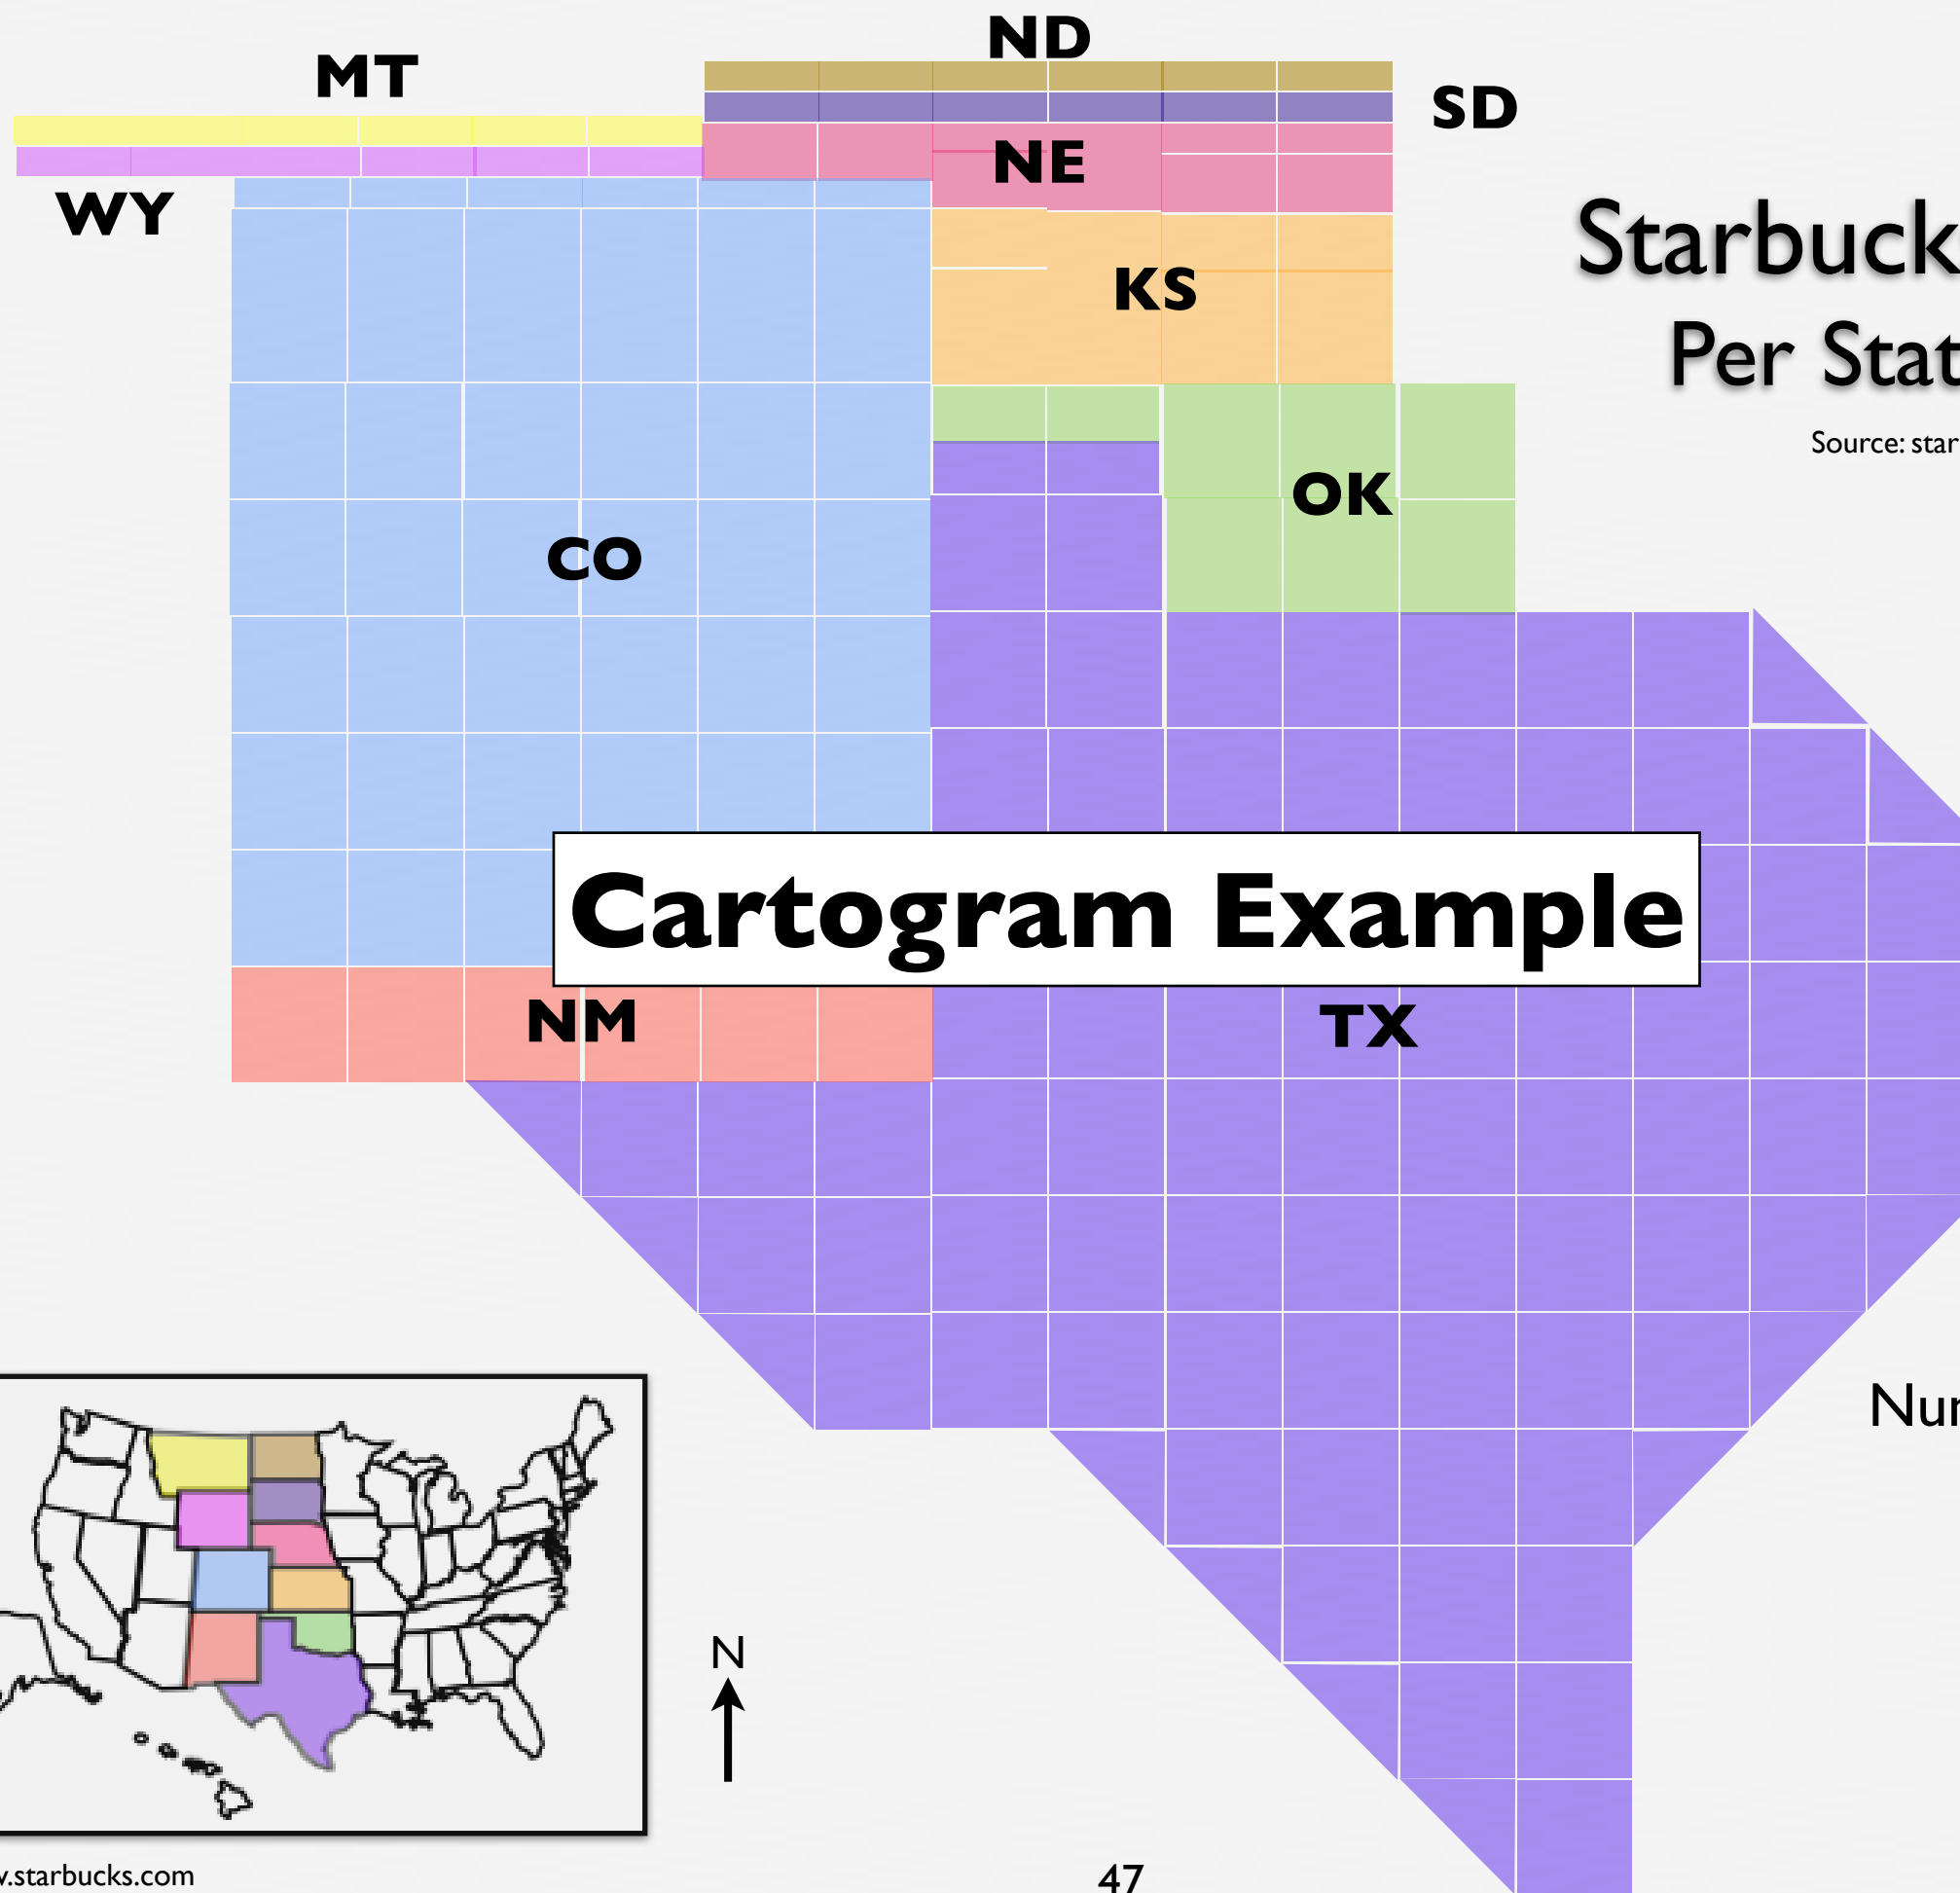 ND
MT
SD
NE
WY
Starbuck
KS
Per Stat
Source: star
OK
CO
Cartogram Example
NM
TX
Nur
N
.starbucks.com
47